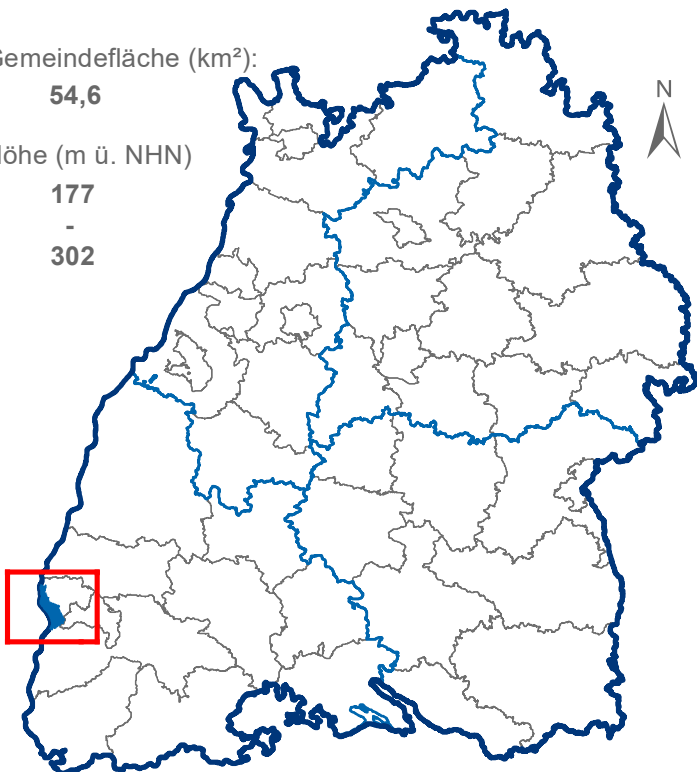 Gemeindefläche (km²):
54,6
Höhe (m ü. NHN)
177
-
302
N